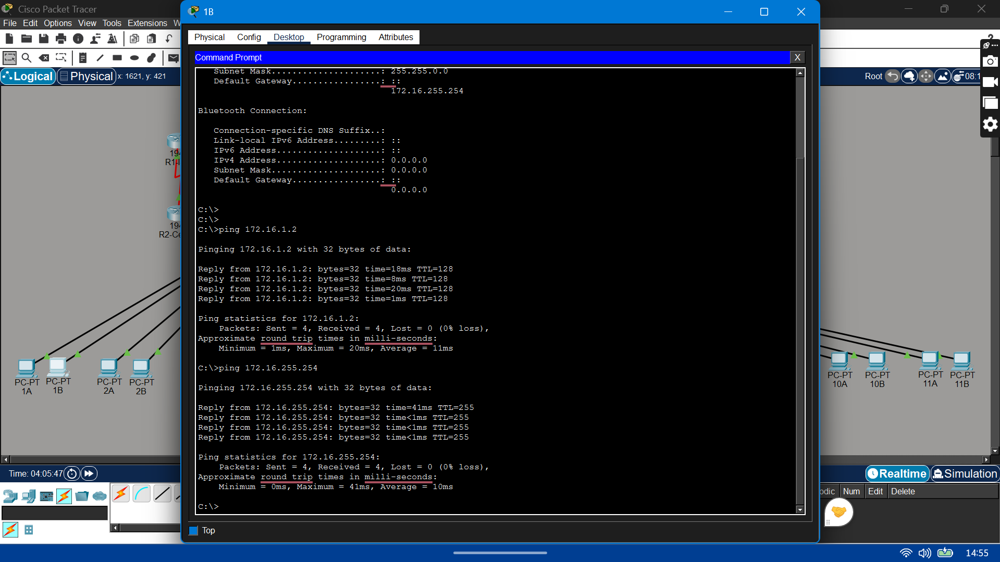 Cisco Packet Tracer
File Edit Options View Tools Extensions W
Logical Physical x: 1621, y: 421
Root 08:1
1B
Physical Config Desktop Programming Attributes
Command Prompt X
Subnet Mask.....................: 255.255.0.0
Default Gateway.................: ::
172.16.255.254
Bluetooth Connection:
Connection-specific DNS Suffix..:
Link-local IPv6 Address.........: ::
IPv6 Address....................: ::
IPv4 Address....................: 0.0.0.0
Subnet Mask.....................: 0.0.0.0
Default Gateway.................: ::
0.0.0.0
C:\>
C:\>
C:\>ping 172.16.1.2
Pinging 172.16.1.2 with 32 bytes of data:
Reply from 172.16.1.2: bytes=32 time=18ms TTL=128
Reply from 172.16.1.2: bytes=32 time=8ms TTL=128
Reply from 172.16.1.2: bytes=32 time=20ms TTL=128
Reply from 172.16.1.2: bytes=32 time=1ms TTL=128
Ping statistics for 172.16.1.2:
Packets: Sent = 4, Received = 4, Lost = 0 (0% loss),
Approximate round trip times in milli-seconds:
Minimum = 1ms, Maximum = 20ms, Average = 11ms
C:\>ping 172.16.255.254
Pinging 172.16.255.254 with 32 bytes of data:
Reply from 172.16.255.254: bytes=32 time=41ms TTL=255
Reply from 172.16.255.254: bytes=32 time<1ms TTL=255
Reply from 172.16.255.254: bytes=32 time<1ms TTL=255
Reply from 172.16.255.254: bytes=32 time<1ms TTL=255
Ping statistics for 172.16.255.254:
Packets: Sent = 4, Received = 4, Lost = 0 (0% loss),
Approximate round trip times in milli-seconds:
Minimum = 0ms, Maximum = 41ms, Average = 10ms
C:\>
Top
194
R1-I
194
R2-Ce
PC-PT
1A
PC-PT
1B
PC-PT
2A
PC-PT
2B
PC-PT
10A
PC-PT
10B
PC-PT
11A
PC-PT
11B
Time: 04:05:47
Realtime Simulation
odic Num Edit Delete
14:55